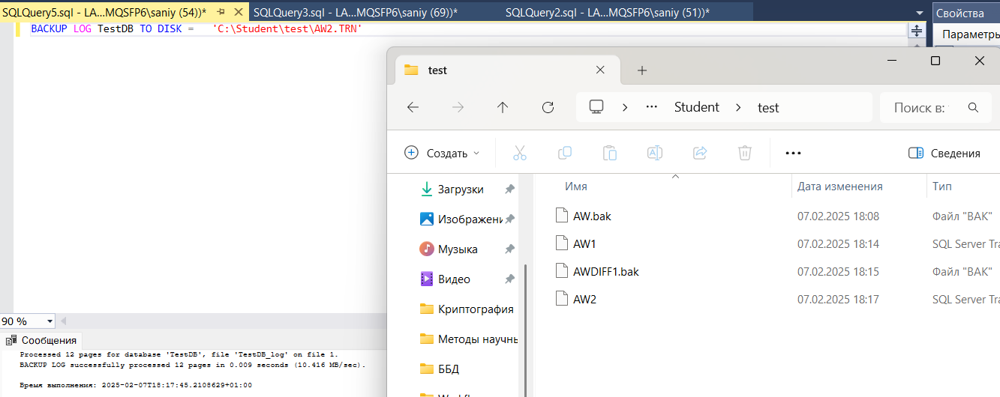 SQLQuery5.sql - LA...MQSFP6\saniy (54))*
SQLQuery3.sql - LA...MQSFP6\saniy (69))*
SQLQuery2.sql - LA...MQSFP6\saniy (51))*
Свойства
BACKUP LOG TestDB TO DISK = 'C:\Student\test\AW2.TRN'
Параметры
test
Student
test
Поиск в:
Создать
Сведения
Загрузки
Изображени
Музыка
Видео
Криптография
Методы научнь
ББД
Имя
Дата изменения
Тип
AW.bak 07.02.2025 18:08 Файл "BAK"
AW1 07.02.2025 18:14 SQL Server Tra
AWDIFF1.bak 07.02.2025 18:15 Файл "BAK"
AW2 07.02.2025 18:17 SQL Server Tra
90 %
Сообщения
Processed 12 pages for database 'TestDB', file 'TestDB_log' on file 1.
BACKUP LOG successfully processed 12 pages in 0.009 seconds (10.416 MB/sec).
Время выполнения: 2025-02-07T18:17:45.2108629+01:00